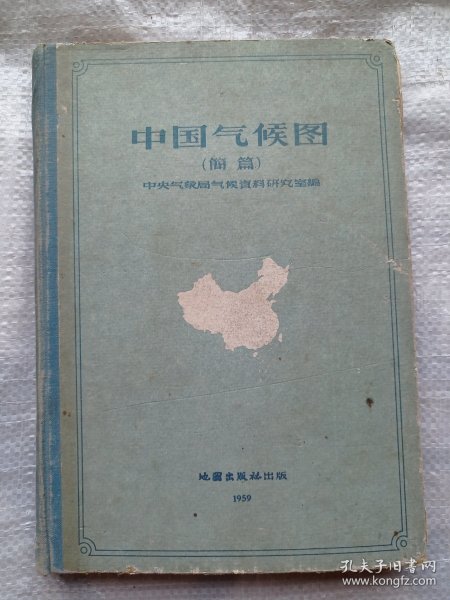 中国气候图
(簡篇)
中央气象局气候資料研究室編
地圖出版社出版
1959
孔夫子旧书网
www.kongfz.com